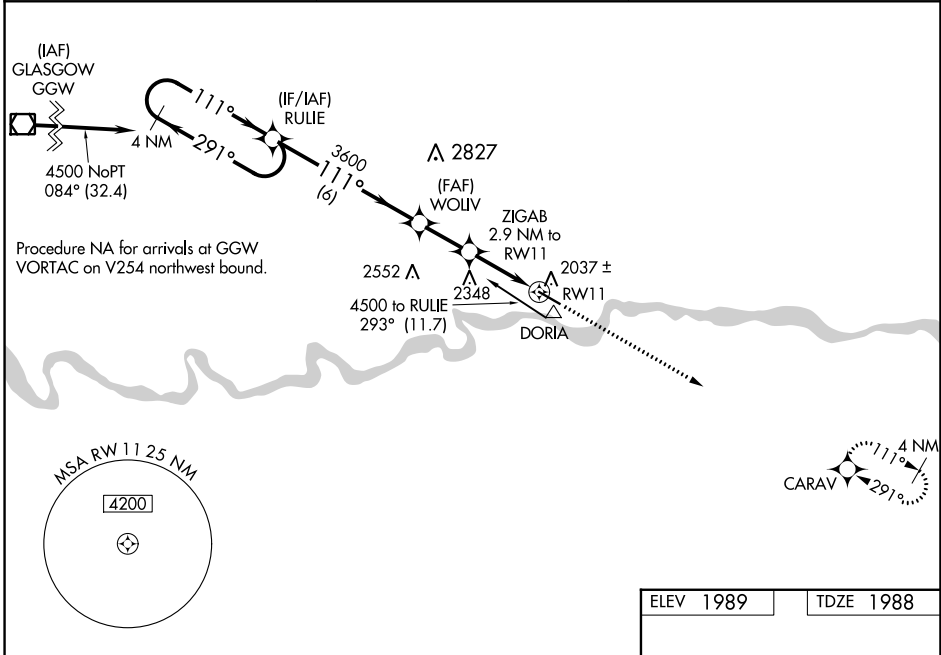 (IAF)
GLASGOW
GGW
4500 NoPT
084° (32.4)
4 NM
111°
291°
(IF/IAF)
RULIE
3600
111°
(6)
2827
(FAF)
WOLIV
ZIGAB
2.9 NM to
RW11
Procedure NA for arrivals at GGW
VORTAC on V254 northwest bound.
2552
2348
2037 ±
RW11
4500 to RULIE
293° (11.7)
DORIA
MSA RW 11 25 NM
4200
CARAV
111°
4 NM
291°
ELEV 1989
TDZE 1988